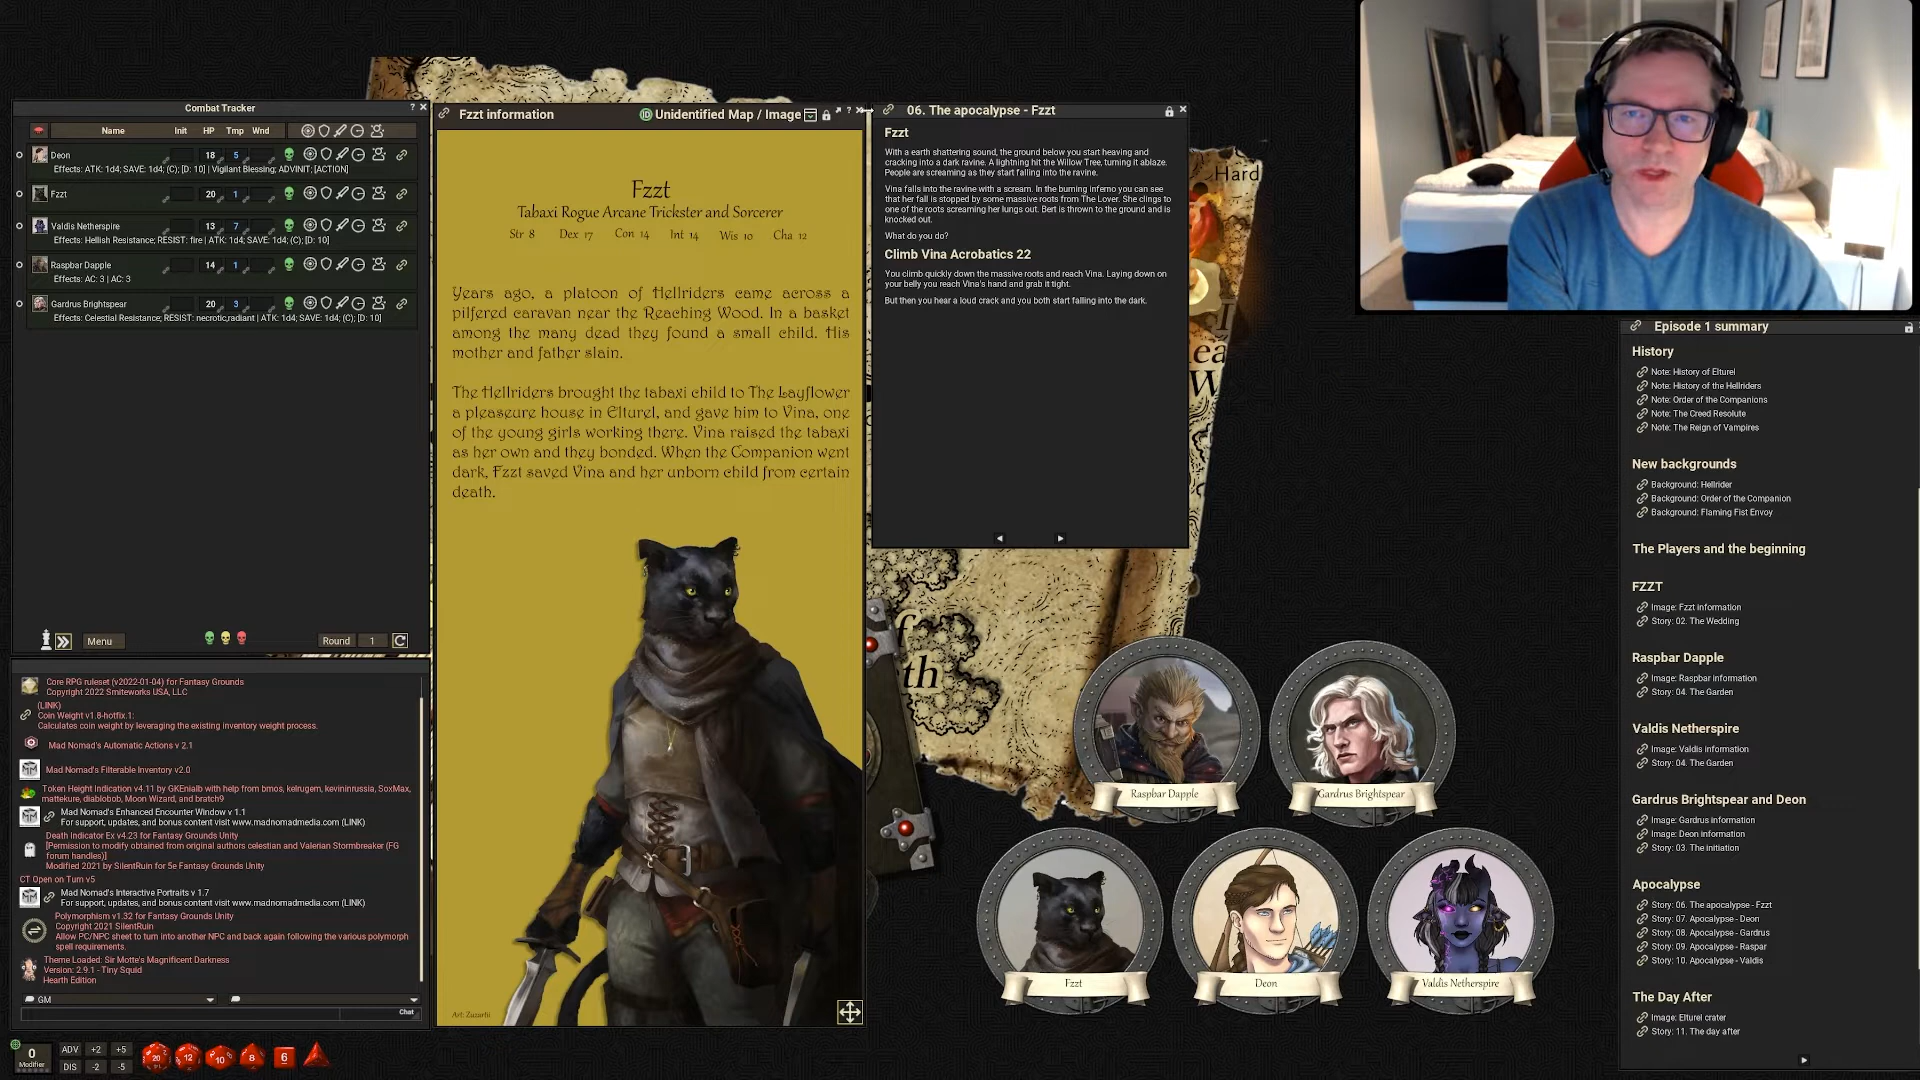 Combat Tracker
Name Init HP Tmp Wnd
Deon 18 5
Effects: ATK: 1d4; SAVE: 1d4; (C); [D: 10] | Vigilant Blessing; ADVINIT; [ACTION]
Fzzt 20 1
Valdis Netherspire 13 7
Effects: Hellish Resistance; RESIST: fire | ATK: 1d4; SAVE: 1d4; (C); [D: 10]
Raspbar Dapple 14 1
Effects: AC: 3 | AC: 3
Gardrus Brightspear 20 3
Effects: Celestial Resistance; RESIST: necrotic,radiant | ATK: 1d4; SAVE: 1d4; (C); [D: 10]
Menu
Round 1
Core RPG ruleset (v2022-01-04) for Fantasy Grounds
Copyright 2022 Smiteworks USA, LLC
(LINK)
Coin Weight v1.8-hotfix.1:
Calculates coin weight by leveraging the existing inventory weight process.
Mad Nomad's Automatic Actions v 2.1
Mad Nomad's Filterable Inventory v2.0
Token Height Indication v4.11 by GKEnialb with help from bmos, kelrugem, kevininrussia, SoxMax,
mattekure, diablobob, Moon Wizard, and bratch9
Mad Nomad's Enhanced Encounter Window v 1.1
For support, updates, and bonus content visit www.madnomadmedia.com (LINK)
Death Indicator Ex v4.23 for Fantasy Grounds Unity
[Permission to modify obtained from original authors celestian and Valerian Stormbreaker (FG
forum handles)]
Modified 2021 by SilentRuin for 5e Fantasy Grounds Unity
CT Open on Turn v5
Mad Nomad's Interactive Portraits v 1.7
For support, updates, and bonus content visit www.madnomadmedia.com (LINK)
Polymorphism v1.32 for Fantasy Grounds Unity
Copyright 2021 SilentRuin
Allow PC/NPC sheet to turn into another NPC and back again following the various polymorph
spell requirements.
Theme Loaded: Sir Motte's Magnificent Darkness
Version: 2.9.1 - Tiny Squid
Hearth Edition
GM
Chat
0
Modifier
ADV +2 +5
DIS -2 -5
20 12 10 8 6
Fzzt information
ID Unidentified Map / Image
Fzzt
Tabaxi Rogue Arcane Trickster and Sorcerer
Str 8 Dex 17 Con 14 Int 14 Wis 10 Cha 12
Years ago, a platoon of Hellriders came across a
pilfered caravan near the Reaching Wood. In a basket
among the many dead they found a small child. His
mother and father slain.
The Hellriders brought the tabaxi child to The Layflower
a pleaseure house in Elturel, and gave him to Vina, one
of the young girls working there. Vina raised the tabaxi
as her own and they bonded. When the Companion went
dark, Fzzt saved Vina and her unborn child from certain
death.
Art: Zuzartii
06. The apocalypse - Fzzt
Fzzt
With a earth shattering sound, the ground below you start heaving and
cracking into a dark ravine. A lightning hit the Willow Tree, turning it ablaze.
People are screaming as they start falling into the ravine.
Vina falls into the ravine with a scream. In the burning inferno you can see
that her fall is stopped by some massive roots from The Lover. She clings to
one of the roots screaming her lungs out. Bert is thrown to the ground and is
knocked out.
What do you do?
Climb Vina Acrobatics 22
You climb quickly down the massive roots and reach Vina. Laying down on
your belly you reach Vina's hand and grab it tight.
But then you hear a loud crack and you both start falling into the dark.
Hard
th
Raspbar Dapple
Gardrus Brightspear
Fzzt
Deon
Valdis Netherspire
Episode 1 summary
History
Note: History of Elturel
Note: History of the Hellriders
Note: Order of the Companions
Note: The Creed Resolute
Note: The Reign of Vampires
New backgrounds
Background: Hellrider
Background: Order of the Companion
Background: Flaming Fist Envoy
The Players and the beginning
FZZT
Image: Fzzt information
Story: 02. The Wedding
Raspbar Dapple
Image: Raspbar information
Story: 04. The Garden
Valdis Netherspire
Image: Valdis information
Story: 04. The Garden
Gardrus Brightspear and Deon
Image: Gardrus information
Image: Deon information
Story: 03. The initiation
Apocalypse
Story: 06. The apocalypse - Fzzt
Story: 07. Apocalypse - Deon
Story: 08. Apocalypse - Gardrus
Story: 09. Apocalypse - Raspar
Story: 10. Apocalypse - Valdis
The Day After
Image: Elturel crater
Story: 11. The day after